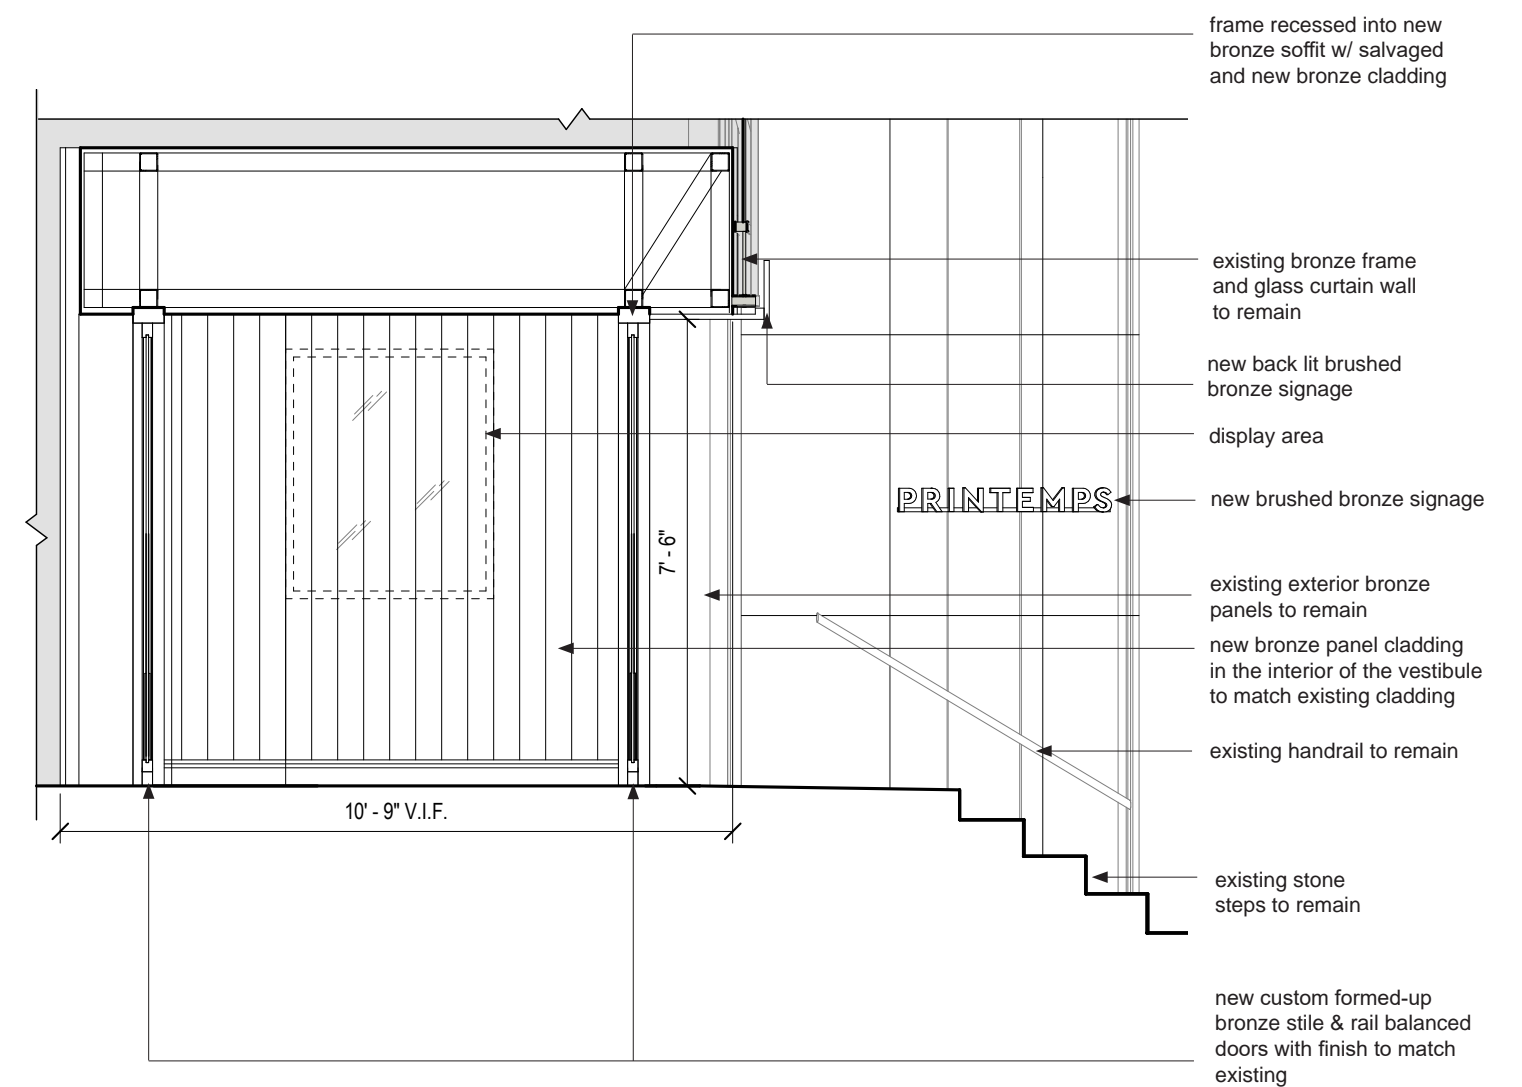 frame recessed into new
bronze soffit w/ salvaged
and new bronze cladding
existing bronze frame
and glass curtain wall
to remain
new back lit brushed
bronze signage
display area
PRINTEMPS
new brushed bronze signage
7' - 6"
existing exterior bronze
panels to remain
new bronze panel cladding
in the interior of the vestibule
to match existing cladding
existing handrail to remain
10' - 9" V.I.F.
existing stone
steps to remain
new custom formed-up
bronze stile & rail balanced
doors with finish to match
existing